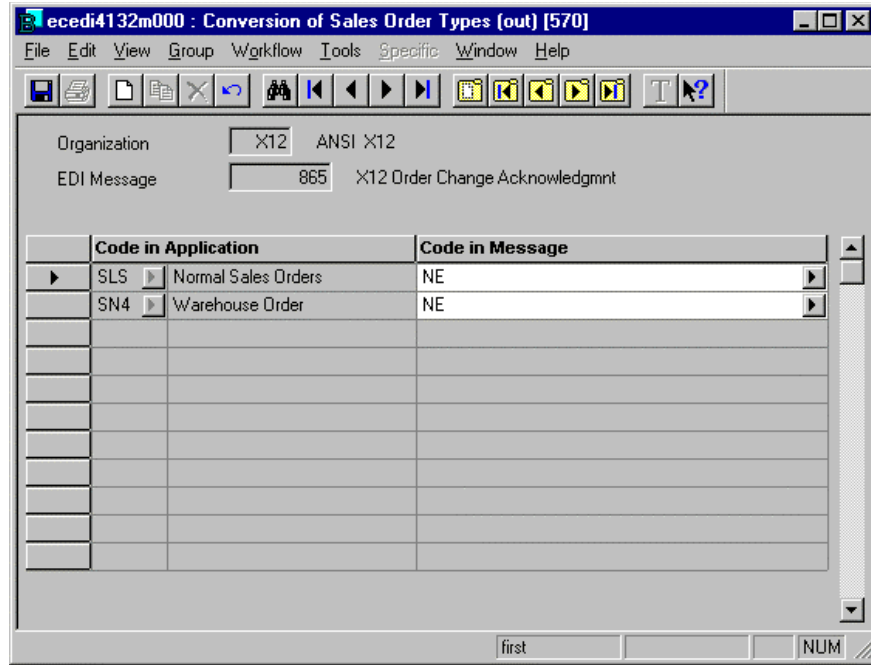 B ecedi4132m000 : Conversion of Sales Order Types (out) [570]
File Edit View Group Workflow Tools Specific Window Help
T ?
Organization X12 ANSI X12
EDI Message 865 X12 Order Change Acknowledgmnt
Code in Application Code in Message
SLS Normal Sales Orders NE
SN4 Warehouse Order NE
first NUM